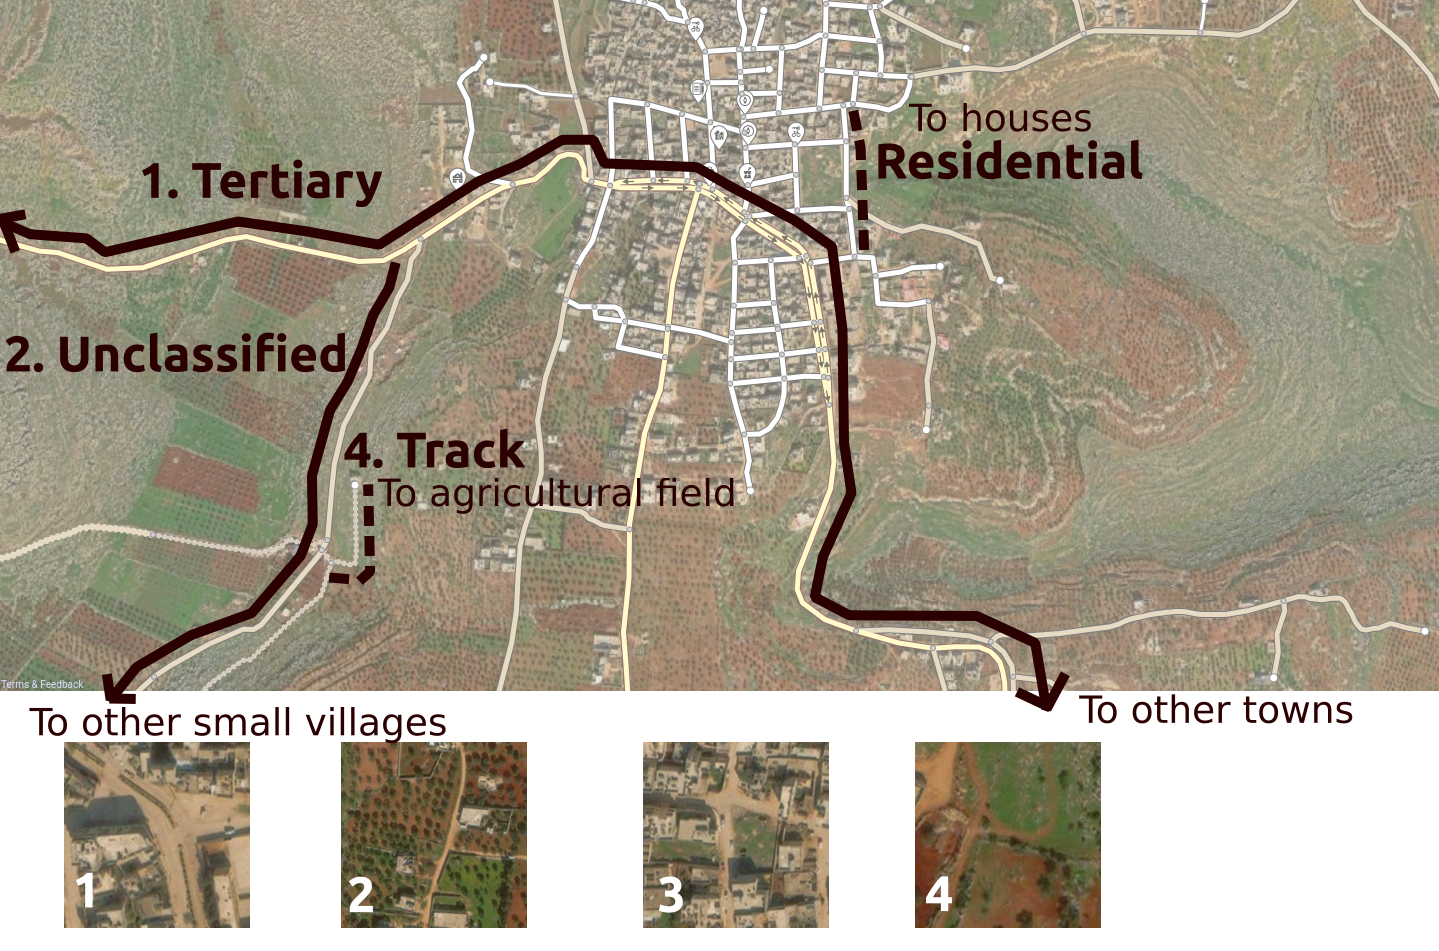 To houses
Residential
1. Tertiary
2. Unclassified
4. Track
To agricultural field
Terms & Feedback
To other small villages
To other towns
1
2
3
4